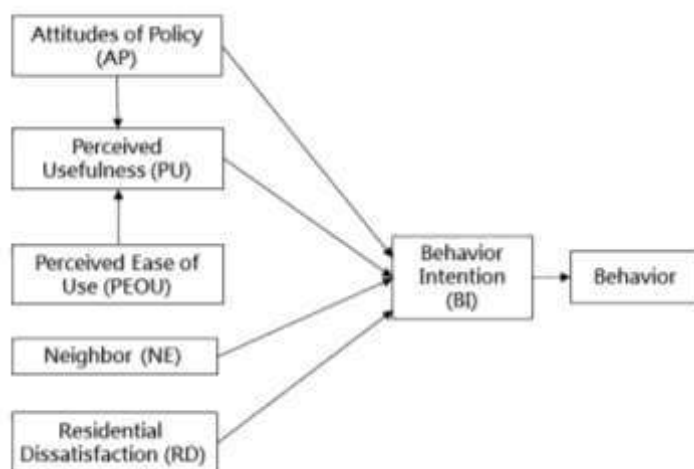 Attitudes of Policy
(AP)
Perceived
Usefulness (PU)
Perceived Ease of
Use (PEOU)
Neighbor (NE)
Residential
Dissatisfaction (RD)
Behavior
Intention
(BI)
Behavior